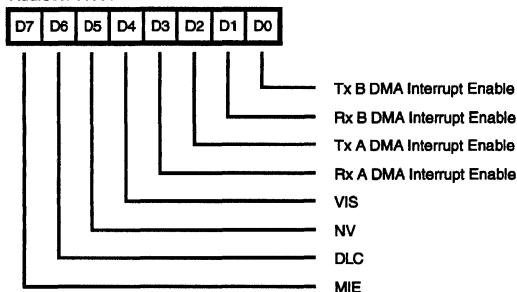 D7 D6 D5 D4 D3 D2 D1 D0
Tx B DMA Interrupt Enable
Rx B DMA Interrupt Enable
Tx A DMA Interrupt Enable
Rx A DMA Interrupt Enable
VIS
NV
DLC
MIE